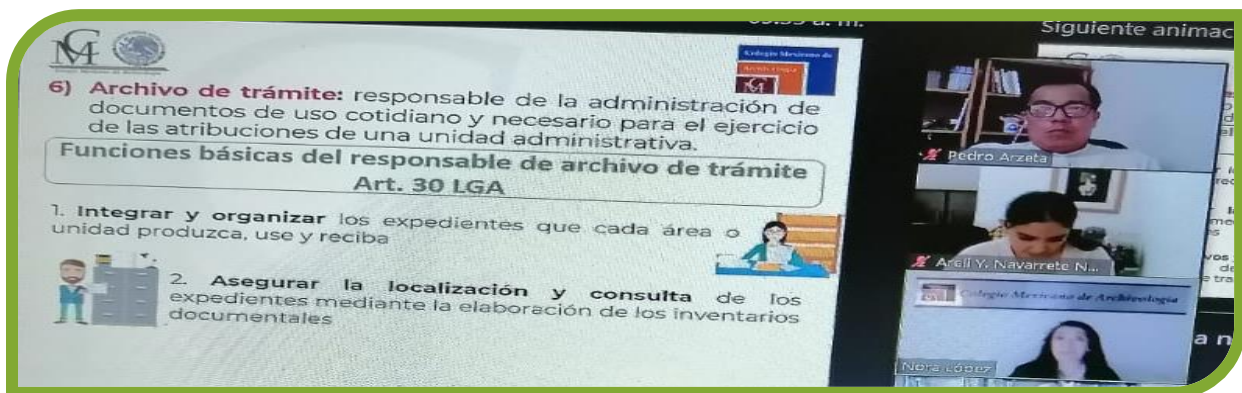 Siguiente animac
Colegio Mexicano de
6) Archivo de trámite: responsable de la administración de
documentos de uso cotidiano y necesario para el ejercicio
de las atribuciones de una unidad administrativa.
Funciones básicas del responsable de archivo de trámite
Art. 30 LGA
1. Integrar y organizar los expedientes que cada área o
unidad produzca, use y reciba
2. Asegurar la localización y consulta de los
expedientes mediante la elaboración de los inventarios
documentales
Pedro Arzeta
Areli Y. Navarrete N...
Colegio Mexicano de Archivología
Nora López